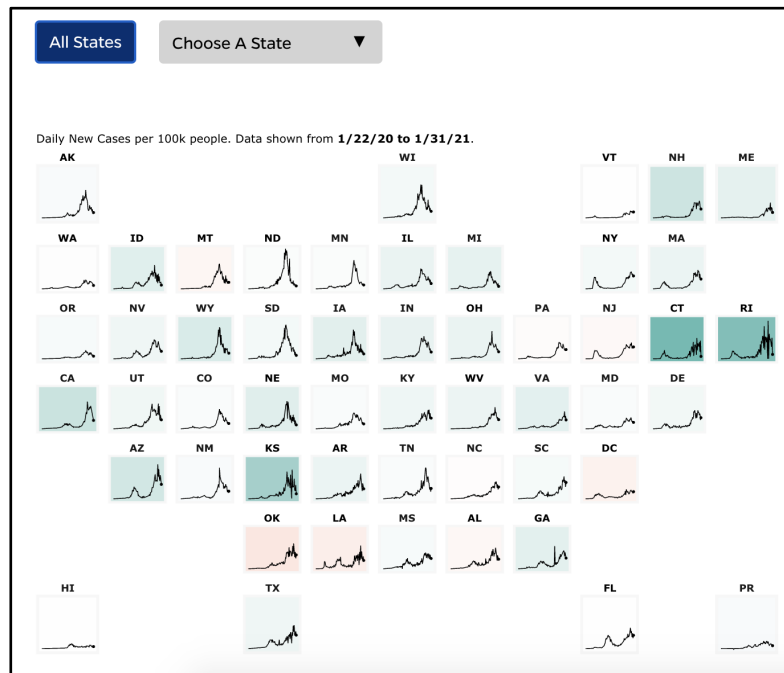 All States
Choose A State
Daily New Cases per 100k people. Data shown from 1/22/20 to 1/31/21.
AK WI VT NH ME
WA ID MT ND MN IL MI NY MA
OR NV WY SD IA IN OH PA NJ CT RI
CA UT CO NE MO KY WV VA MD DE
AZ NM KS AR TN NC SC DC
OK LA MS AL GA
HI TX FL PR